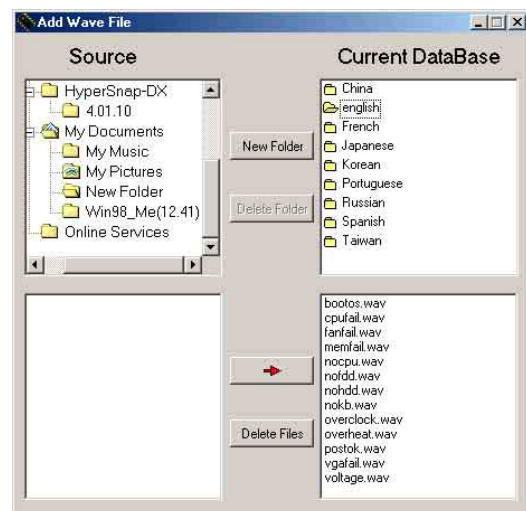 Add Wave File
Source
Current DataBase
HyperSnap-DX
4.01.10
My Documents
My Music
My Pictures
New Folder
Win98_Me(12.41)
Online Services
New Folder
Delete Folder
China
english
French
Japanese
Korean
Portuguese
Russian
Spanish
Taiwan
Delete Files
bootos.wav
cpufail.wav
fanfail.wav
memfail.wav
nocpu.wav
nofdd.wav
nohdd.wav
nokb.wav
overclock.wav
overheat.wav
postok.wav
vgafail.wav
voltage.wav